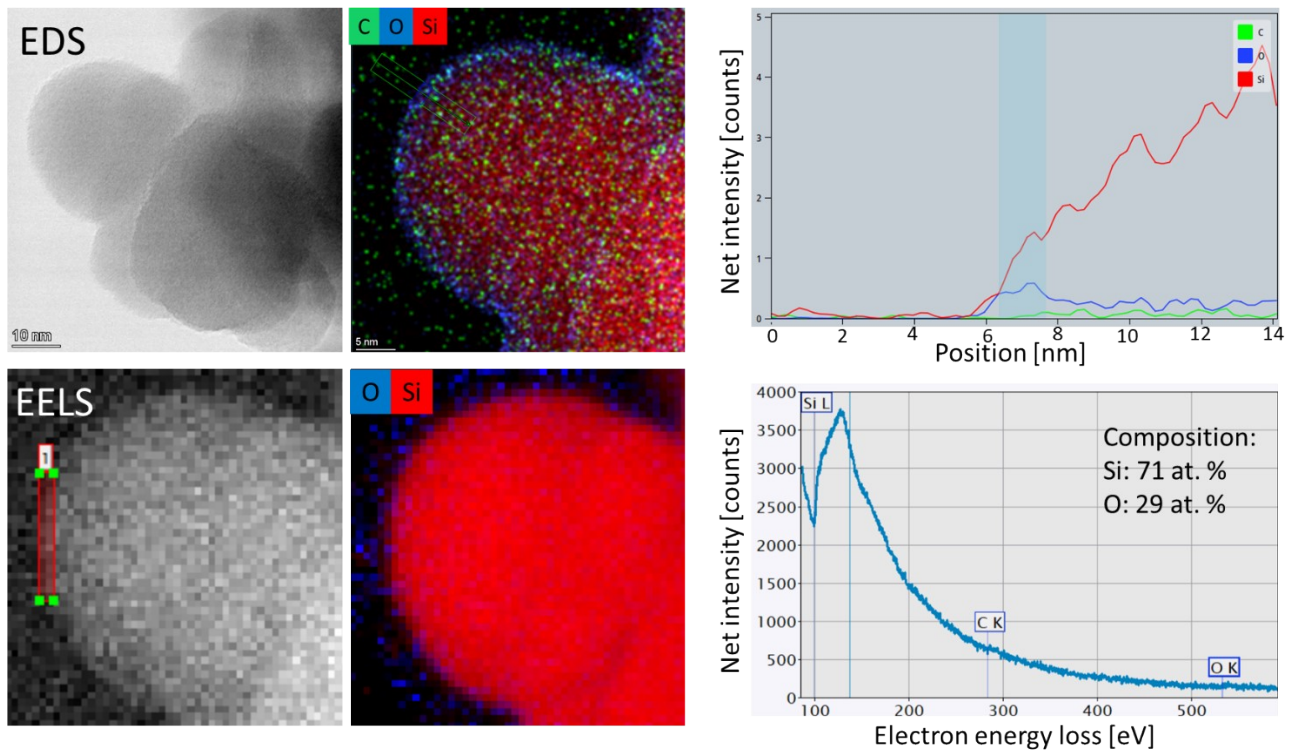 EDS
10 nm
C O Si
5 nm
Net intensity [counts]
5
4
3
2
1
0
C
O
Si
0 2 4 6 8 10 12 14
Position [nm]
EELS
1
O Si
Net intensity [counts]
4000
3500
3000
2500
2000
1500
1000
500
0
Si L
C K
O K
Composition:
Si: 71 at. %
O: 29 at. %
100 200 300 400 500
Electron energy loss [eV]